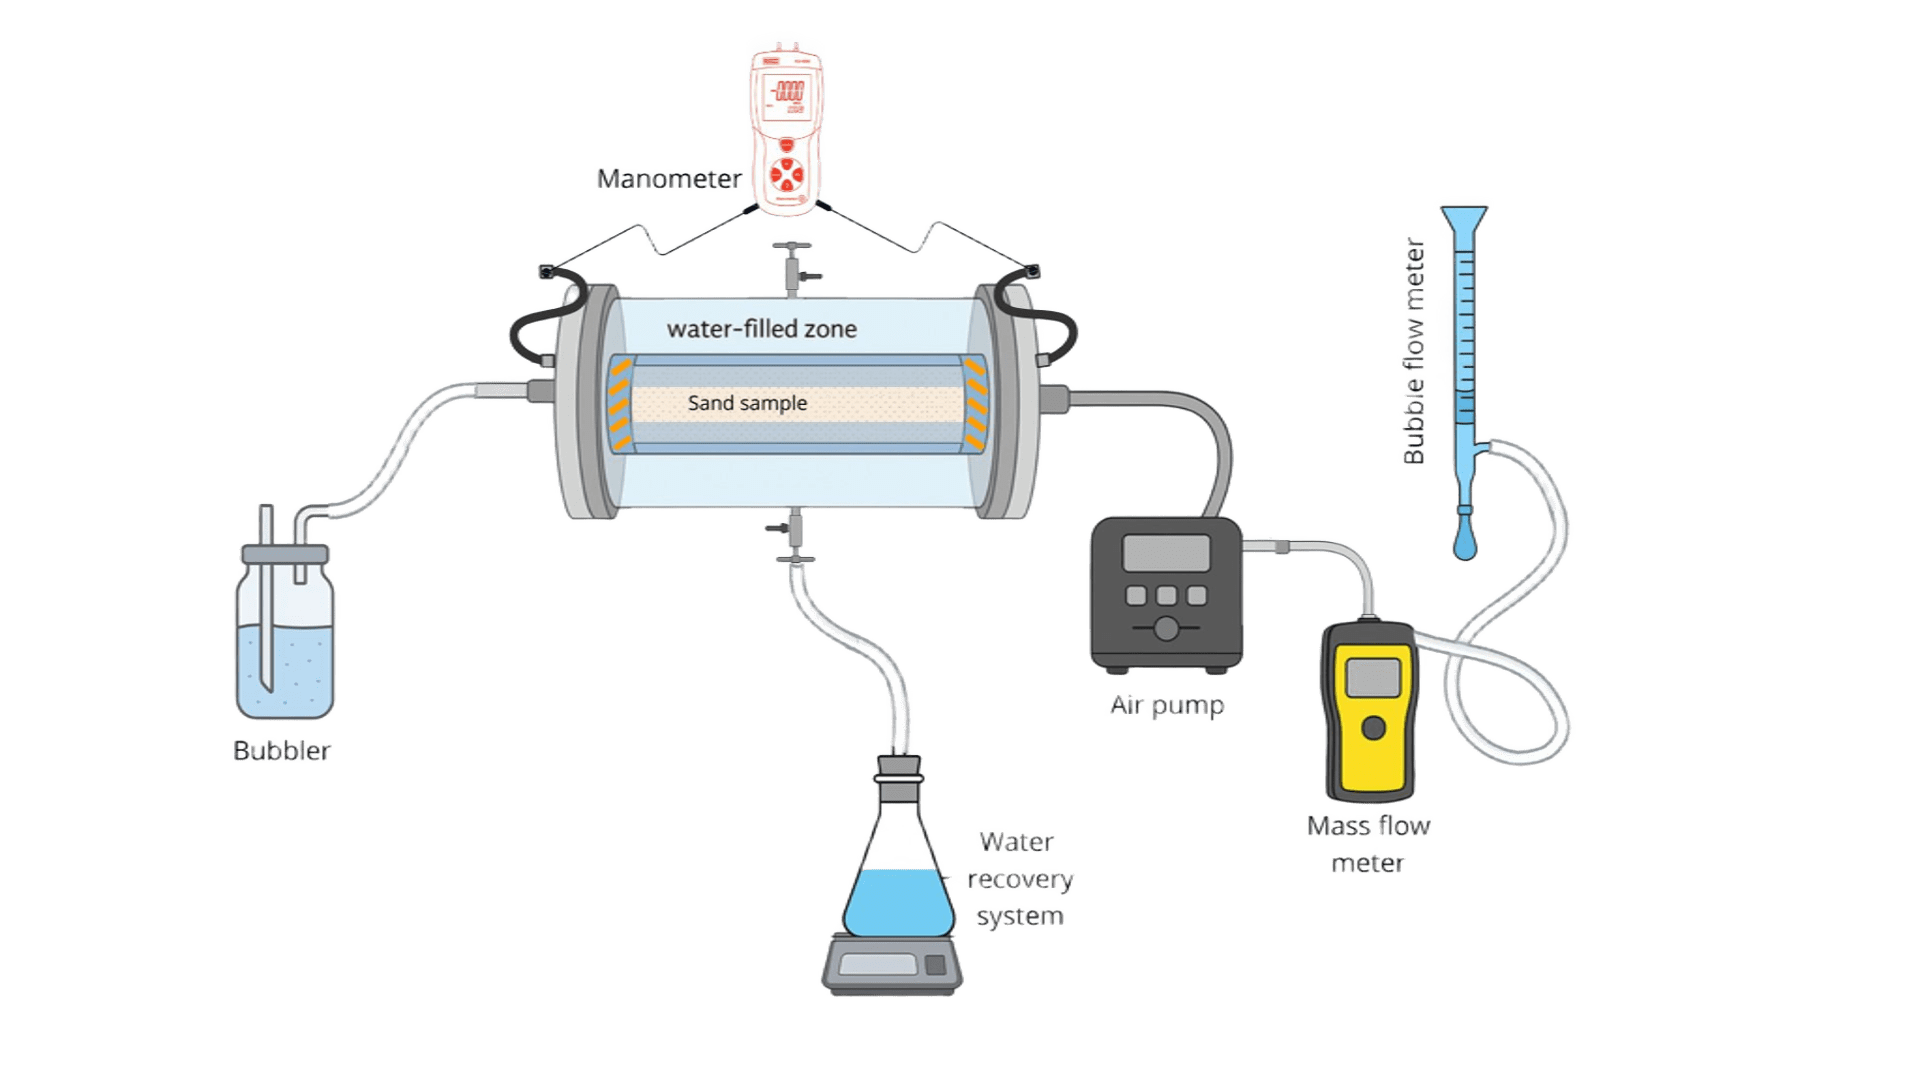 Manometer
water-filled zone
Sand sample
Bubble flow meter
Bubbler
Air pump
Mass flow
meter
Water
recovery
system